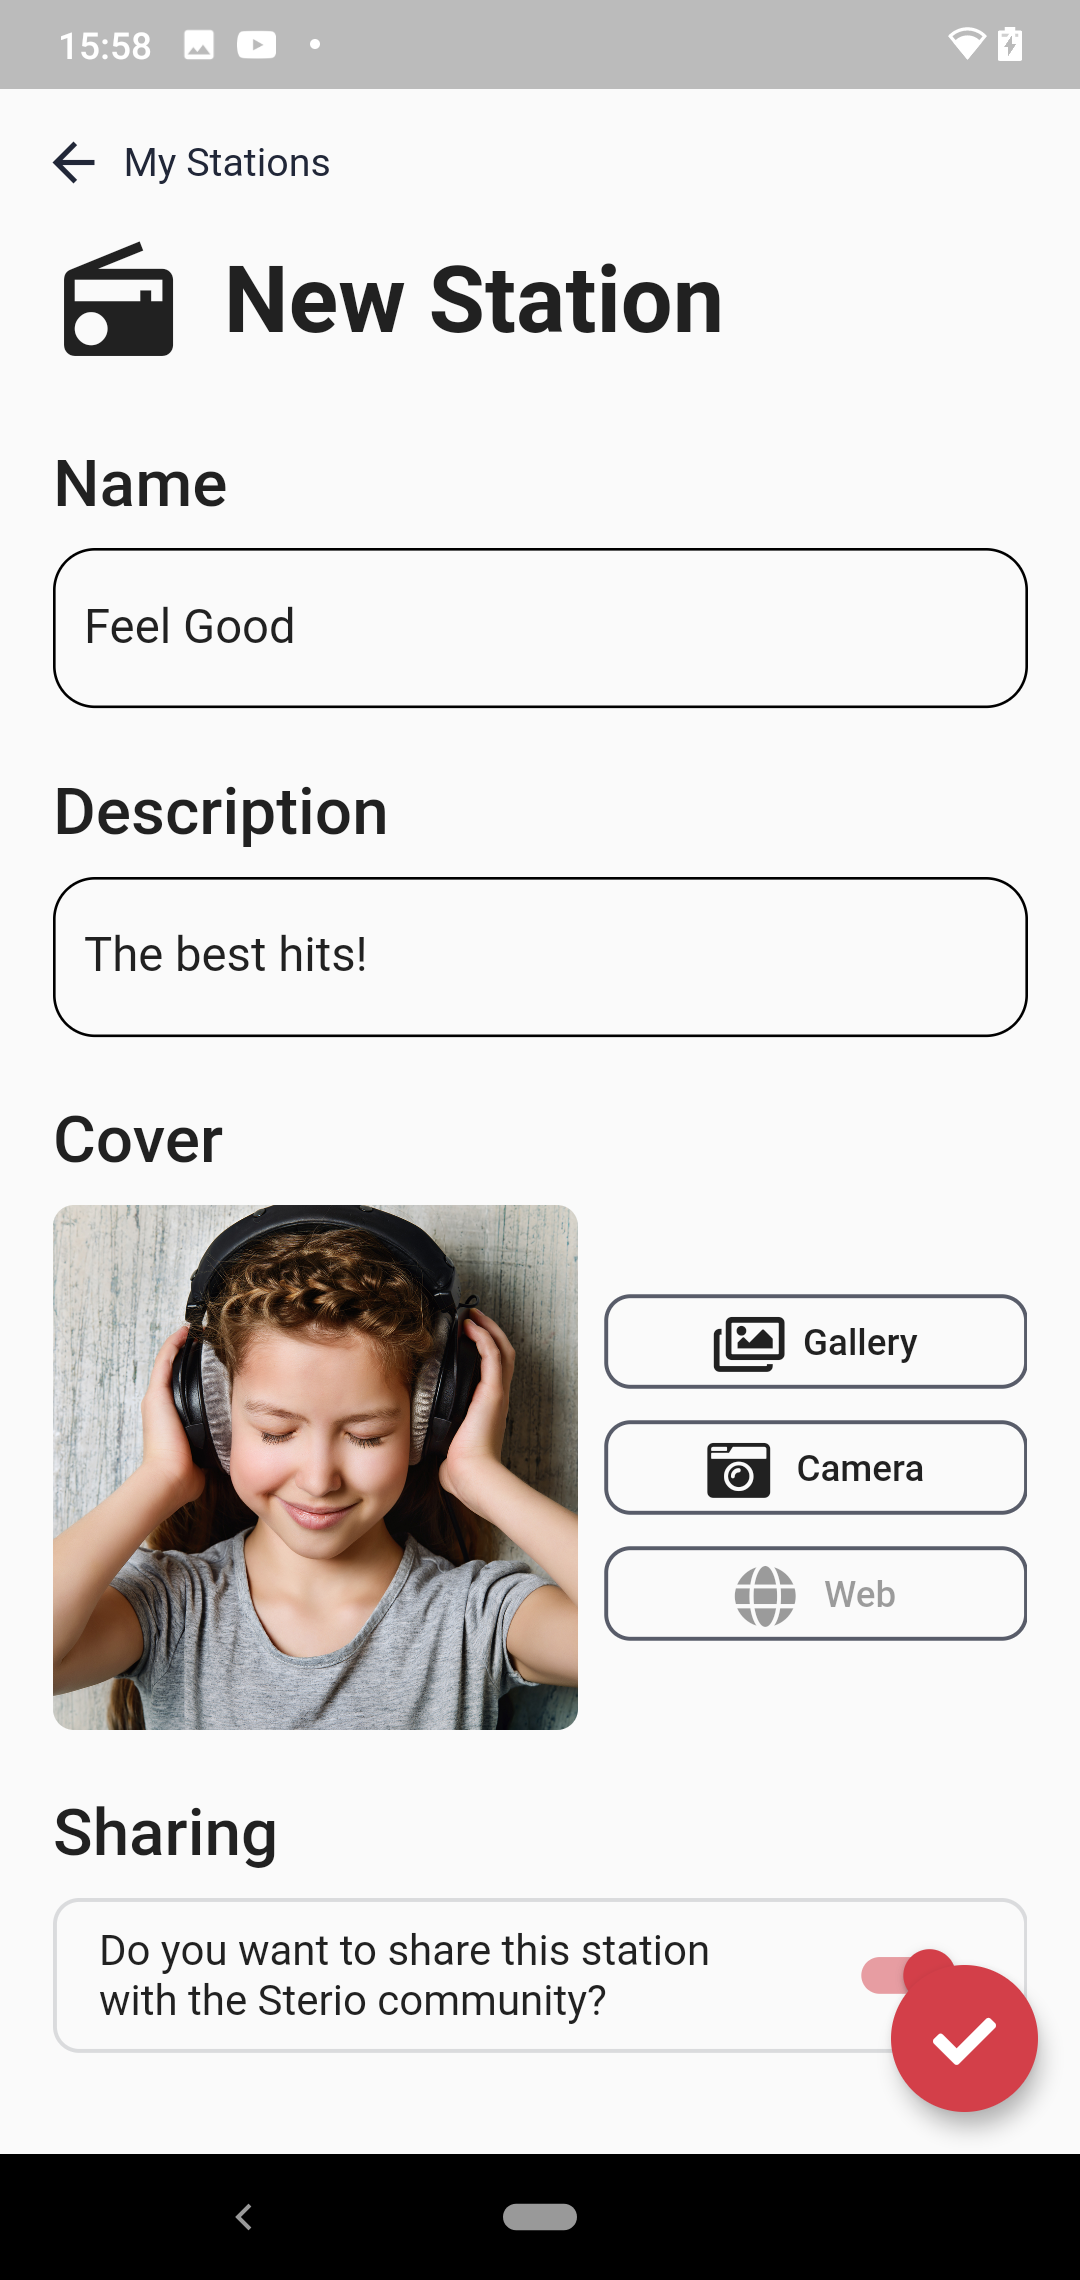 15:58
My Stations
New Station
Name
Feel Good
Description
The best hits!
Cover
Gallery
Camera
Web
Sharing
Do you want to share this station
with the Sterio community?